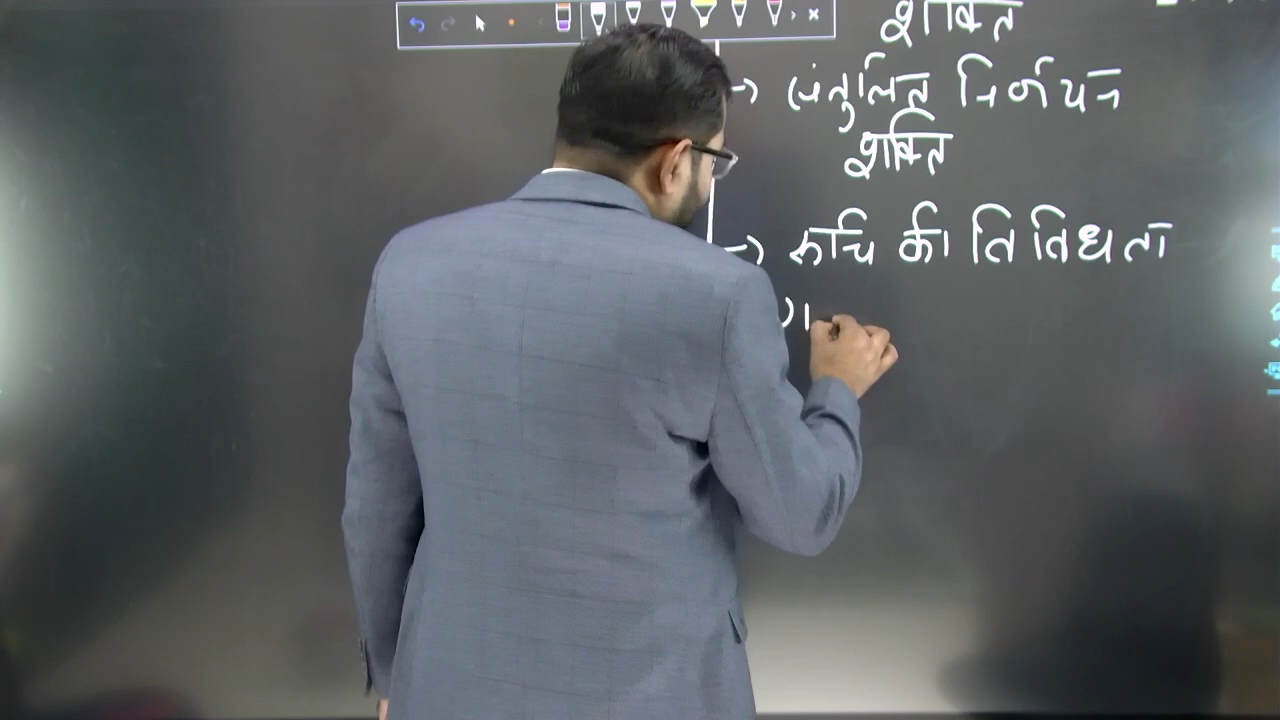 शक्ति
→ संतुलित निर्णयन
शक्ति
→ रुचि की विविधता